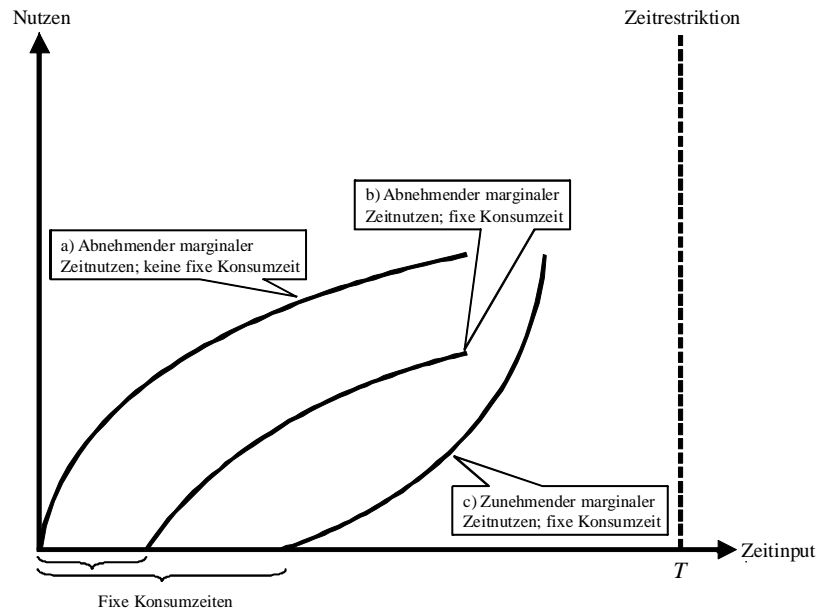 Nutzen
Zeitrestriktion
b) Abnehmender marginaler
Zeitnutzen; fixe Konsumzeit
a) Abnehmender marginaler
Zeitnutzen; keine fixe Konsumzeit
c) Zunehmender marginaler
Zeitnutzen; fixe Konsumzeit
Zeitinput
T
Fixe Konsumzeiten